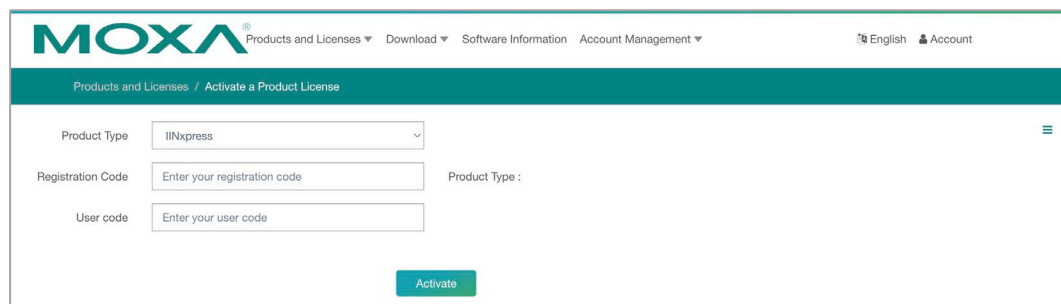 MOXA®
Products and Licenses Download Software Information Account Management English Account
Products and Licenses / Activate a Product License
Product Type IINxpress
Registration Code Enter your registration code Product Type :
User code Enter your user code
Activate